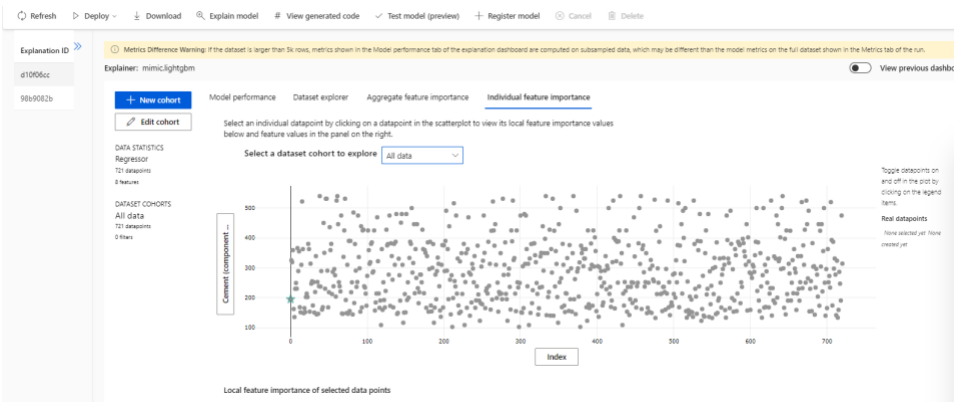 Refresh Deploy Download Explain model # View generated code Test model (preview) + Register model Cancel Delete
Explanation ID
d10f06cc
98b9082b
Metrics Difference Warning: If the dataset is larger than 5k rows, metrics shown in the Model performance tab of the explanation dashboard are computed on subsampled data, which may be different than the model metrics on the full dataset shown in the Metrics tab of the run.
Explainer: mimic.lightgbm
View previous dashbo
+ New cohort
Edit cohort
DATA STATISTICS
Regressor
721 datapoints
8 features
DATASET COHORTS
All data
721 datapoints
0 filters
Model performance Dataset explorer Aggregate feature importance Individual feature importance
Select an individual datapoint by clicking on a datapoint in the scatterplot to view its local feature importance values
below and feature values in the panel on the right.
Select a dataset cohort to explore All data
Cement (component ...
500
400
300
200
100
0 100 200 300 400 500 600 700
Index
Toggle datapoints on
and off in the plot by
clicking on the legend
items.
Real datapoints
None selected yet None
created yet
Local feature importance of selected data points